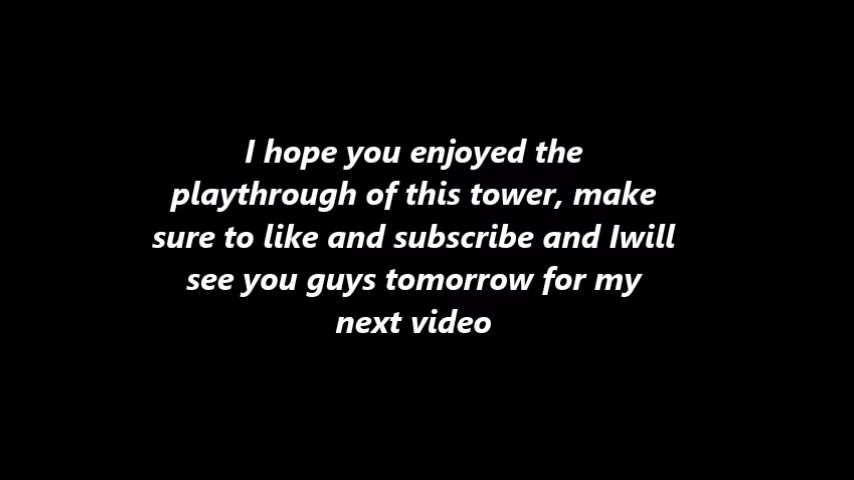 I hope you enjoyed the
playthrough of this tower, make
sure to like and subscribe and Iwill
see you guys tomorrow for my
next video